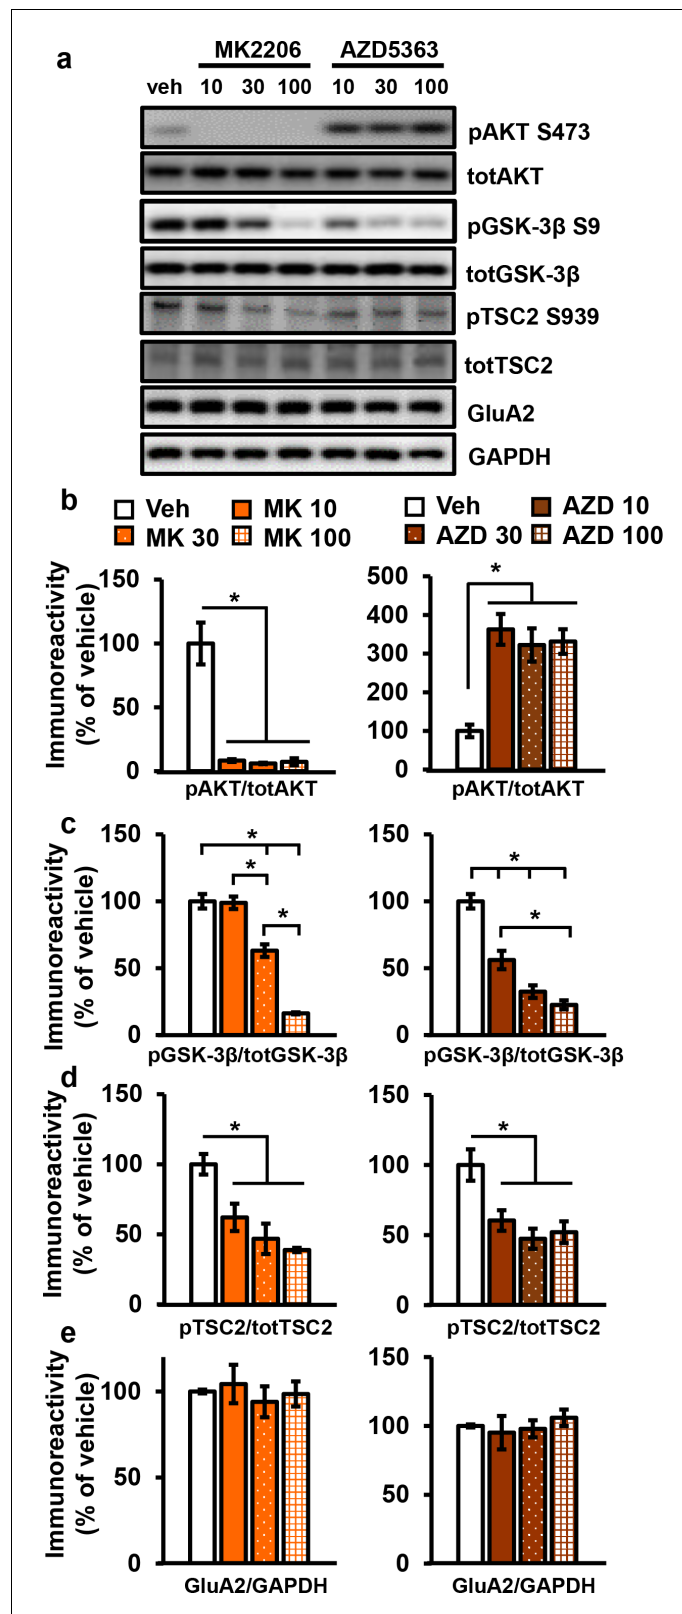 a
MK2206 AZD5363
veh 10 30 100 10 30 100
pAKT S473
totAKT
pGSK-3β S9
totGSK-3β
pTSC2 S939
totTSC2
GluA2
GAPDH
b
Veh MK 10
MK 30 MK 100
Veh AZD 10
AZD 30 AZD 100
Immunoreactivity
(% of vehicle)
150
100
50
0
*
pAKT/totAKT
500
400
300
200
100
0
*
pAKT/totAKT
c
Immunoreactivity
(% of vehicle)
150
100
50
0
*
*
*
pGSK-3β/totGSK-3β
150
100
50
0
*
*
pGSK-3β/totGSK-3β
d
Immunoreactivity
(% of vehicle)
150
100
50
0
*
pTSC2/totTSC2
150
100
50
0
*
pTSC2/totTSC2
e
Immunoreactivity
(% of vehicle)
100
50
0
GluA2/GAPDH
150
100
50
0
GluA2/GAPDH